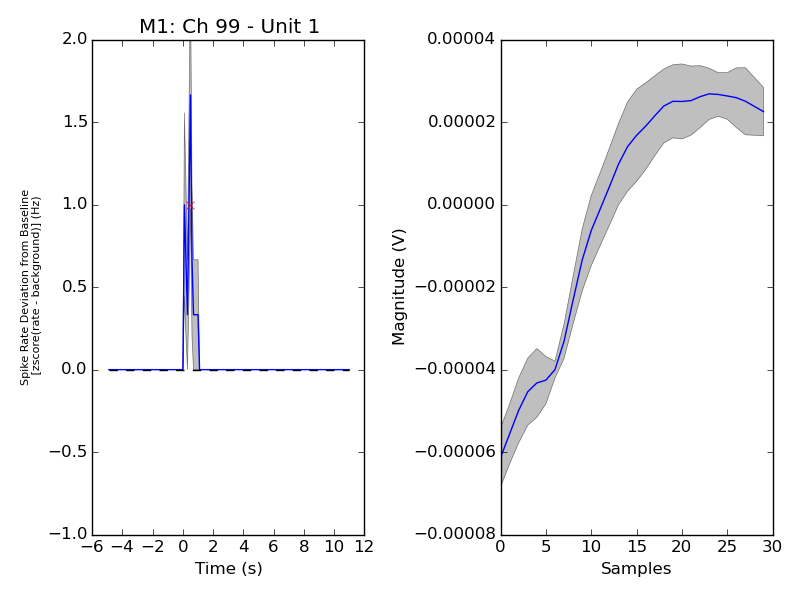 M1: Ch 99 - Unit 1
2.0
1.5
1.0
0.5
0.0
−0.5
−1.0
Spike Rate Deviation from Baseline
[zscore(rate - background)] (Hz)
−6 −4 −2 0 2 4 6 8 10 12
Time (s)
0.00004
0.00002
0.00000
−0.00002
−0.00004
−0.00006
−0.00008
Magnitude (V)
0 5 10 15 20 25 30
Samples